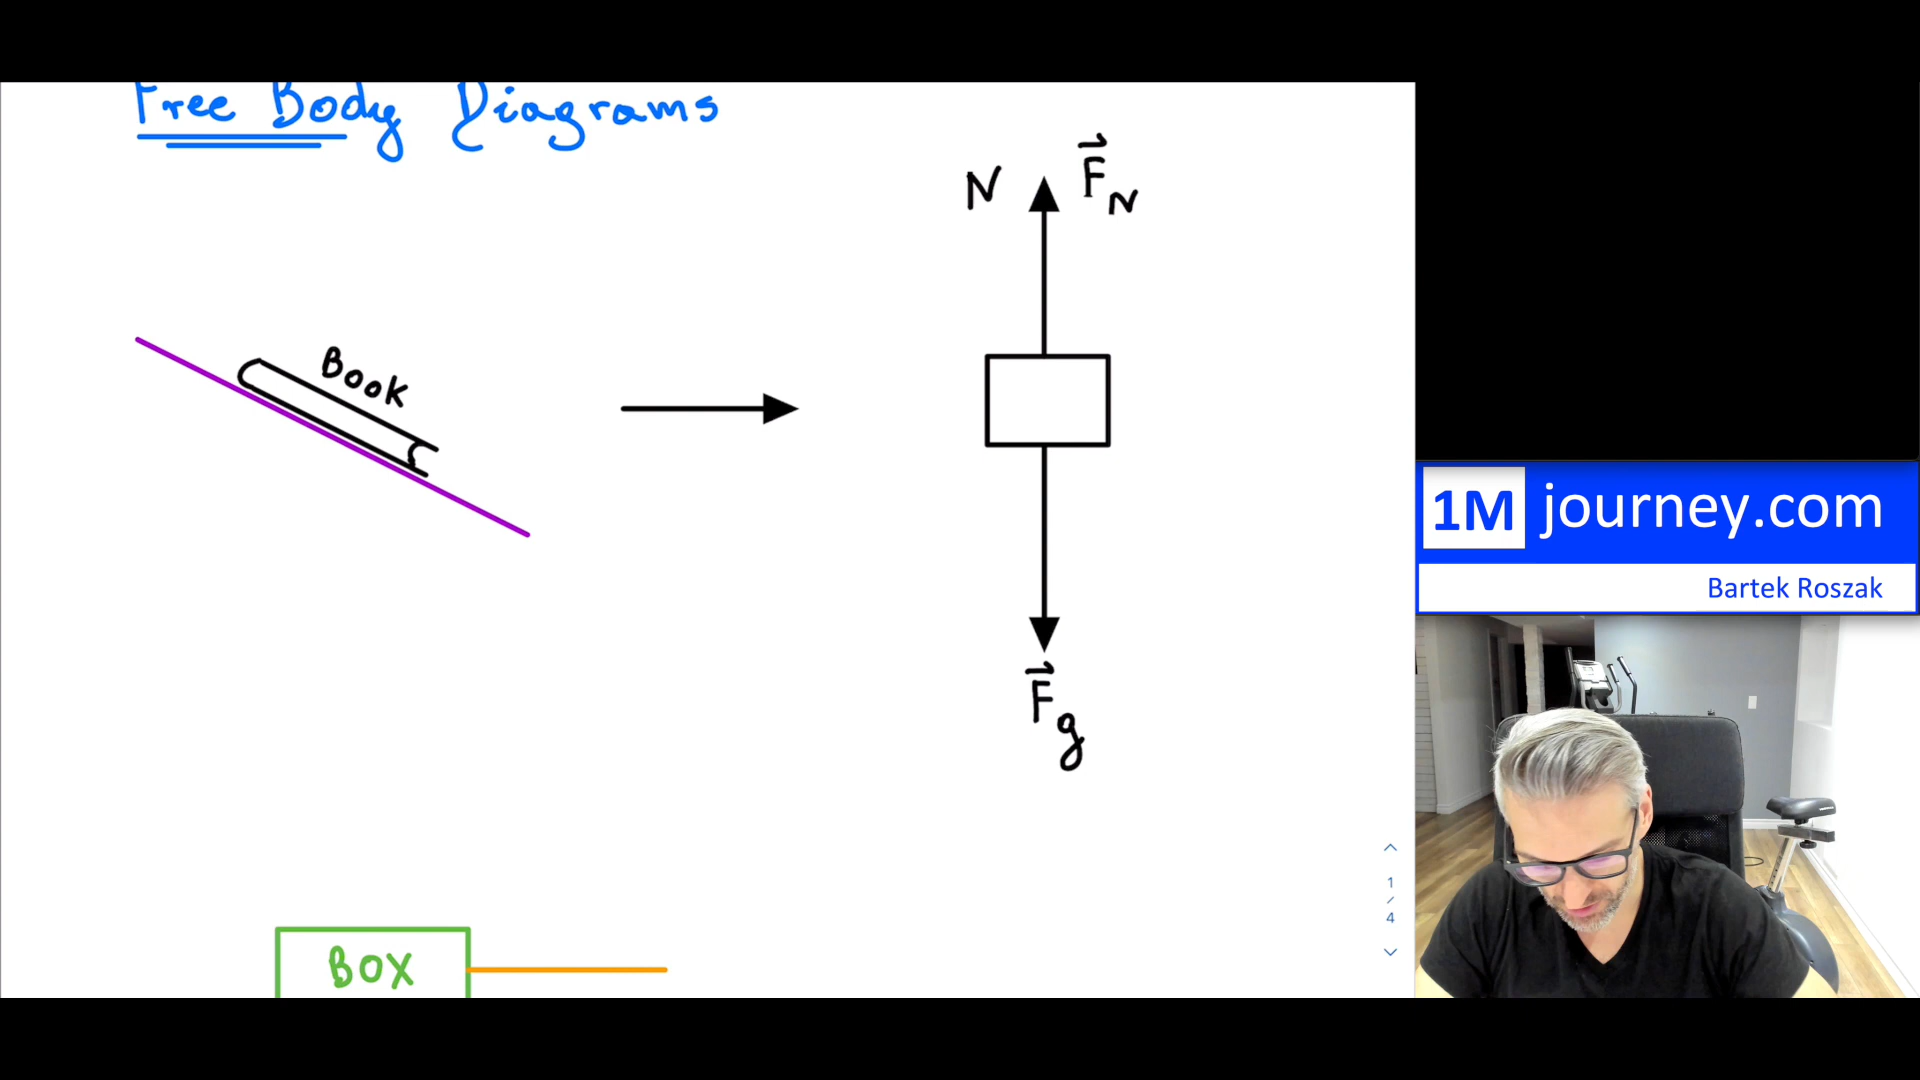 Free Body Diagrams
N F N
Book
F g
BOX
1
/
4
1M journey.com
Bartek Roszak